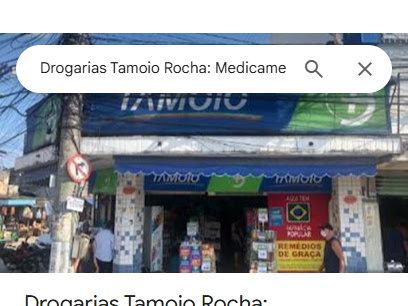 Drogarias Tamoio Rocha: Medicame
TAMOIO
TAMOIO
TAMOIO
AQUI TEM
FARMÁCIA
POPULAR
REMÉDIOS
DE GRAÇA
Drogarias Tamoio Rocha: